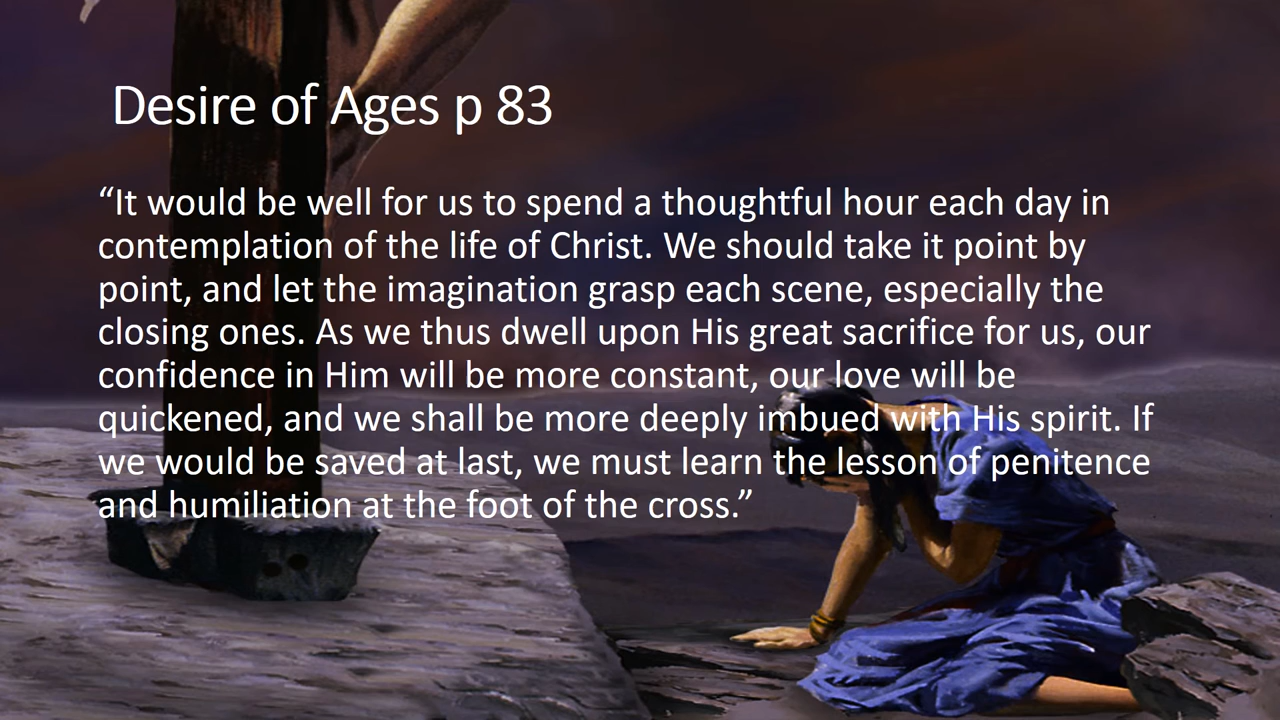 Desire of Ages p 83
“It would be well for us to spend a thoughtful hour each day in
contemplation of the life of Christ. We should take it point by
point, and let the imagination grasp each scene, especially the
closing ones. As we thus dwell upon His great sacrifice for us, our
confidence in Him will be more constant, our love will be
quickened, and we shall be more deeply imbued with His spirit. If
we would be saved at last, we must learn the lesson of penitence
and humiliation at the foot of the cross.”